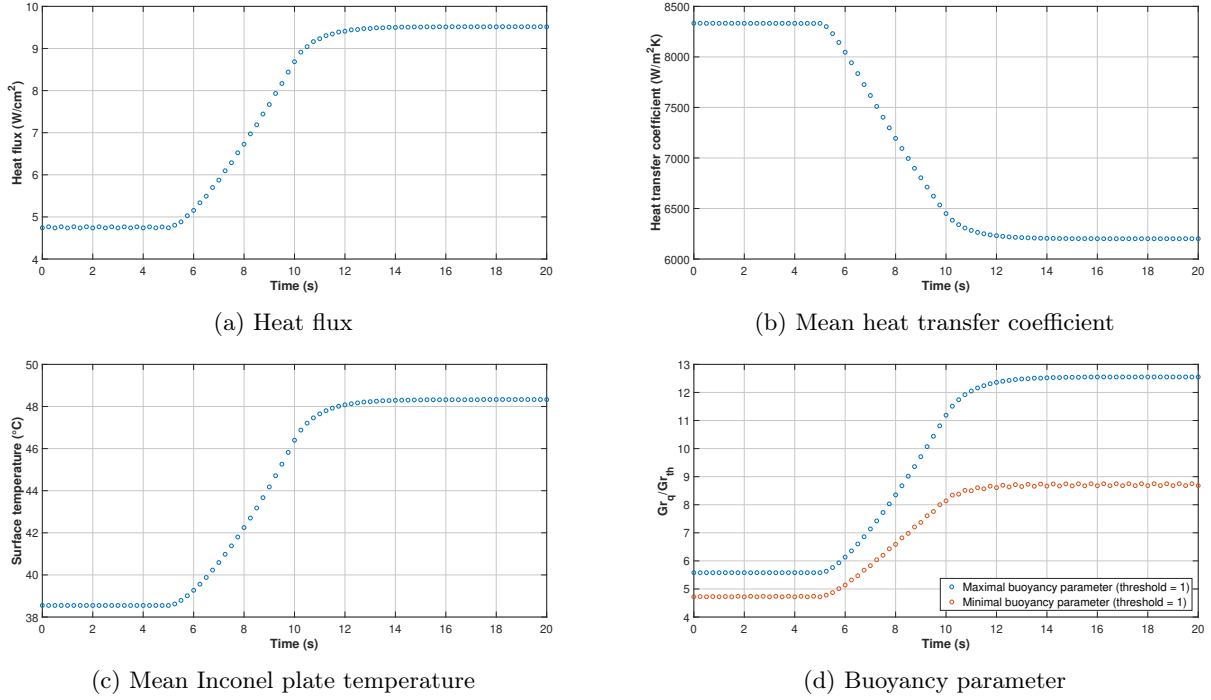 10
9
8
7
6
5
4
Heat flux (W/cm²)
0 2 4 6 8 10 12 14 16 18 20
Time (s)
(a) Heat flux
8500
8000
7500
7000
6500
6000
Heat transfer coefficient (W/m²K)
0 2 4 6 8 10 12 14 16 18 20
Time (s)
(b) Mean heat transfer coefficient
50
48
46
44
42
40
38
Surface temperature (°C)
0 2 4 6 8 10 12 14 16 18 20
Time (s)
(c) Mean Inconel plate temperature
13
12
11
10
9
8
7
6
5
4
Gr_q/Gr_th
Maximal buoyancy parameter (threshold = 1)
Minimal buoyancy parameter (threshold = 1)
0 2 4 6 8 10 12 14 16 18 20
Time (s)
(d) Buoyancy parameter